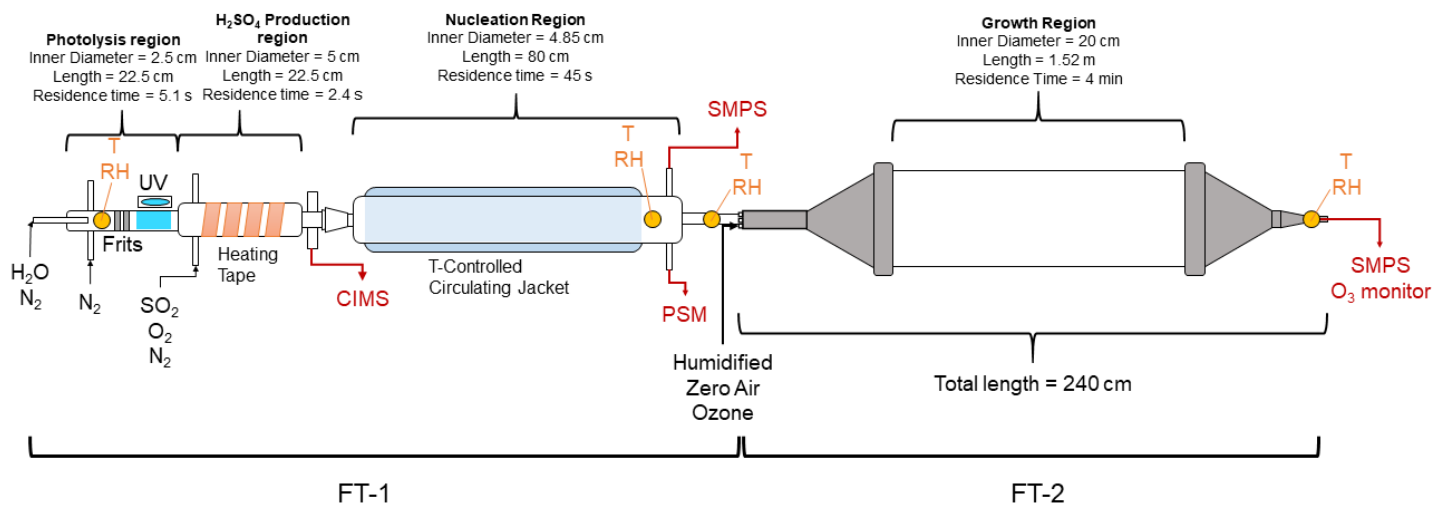 Photolysis region
Inner Diameter = 2.5 cm
Length = 22.5 cm
Residence time = 5.1 s
H₂SO₄ Production
region
Inner Diameter = 5 cm
Length = 22.5 cm
Residence time = 2.4 s
Nucleation Region
Inner Diameter = 4.85 cm
Length = 80 cm
Residence time = 45 s
Growth Region
Inner Diameter = 20 cm
Length = 1.52 m
Residence Time = 4 min
T
RH
UV
Frits
H₂O
N₂
N₂
SO₂
O₂
N₂
Heating
Tape
CIMS
T-Controlled
Circulating Jacket
T
RH
SMPS
PSM
T
RH
Humidified
Zero Air
Ozone
T
RH
SMPS
O₃ monitor
Total length = 240 cm
FT-1
FT-2